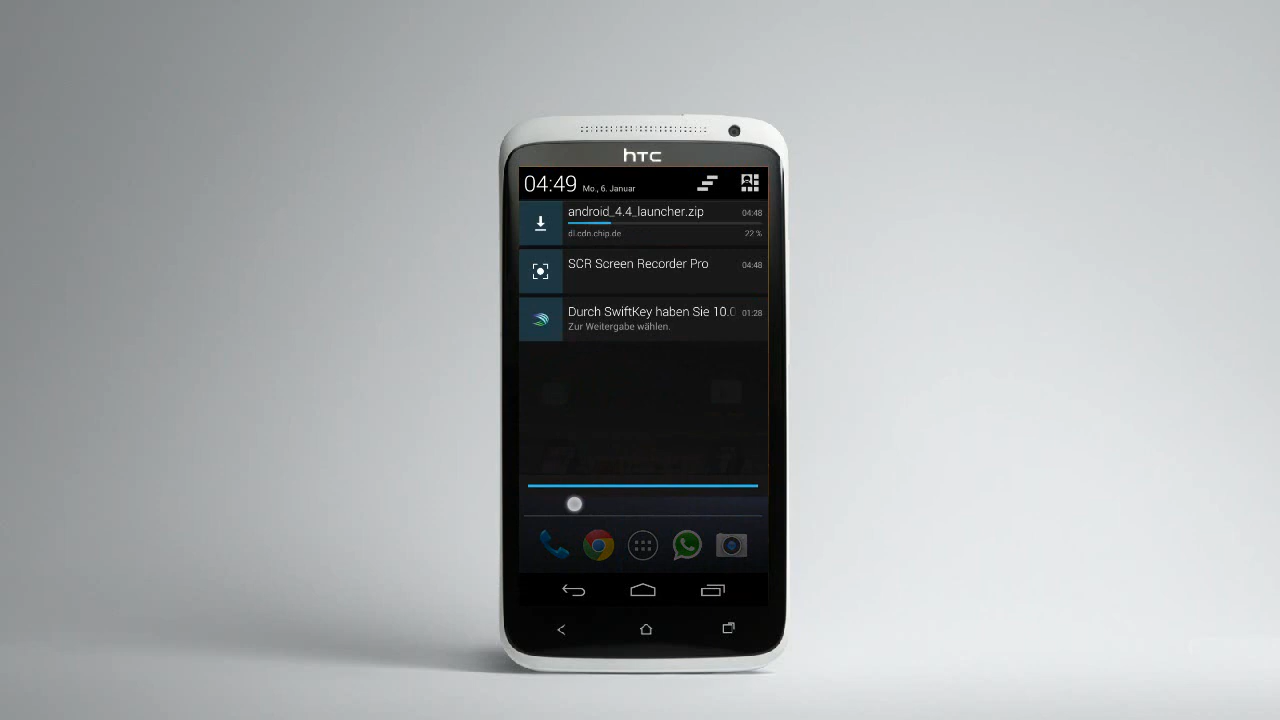 hTC
04:49 Mo., 6. Januar
android_4.4_launcher.zip 04:48
dl.cdn.chip.de 22 %
SCR Screen Recorder Pro 04:48
Durch SwiftKey haben Sie 10.0 01:28
Zur Weitergabe wählen.